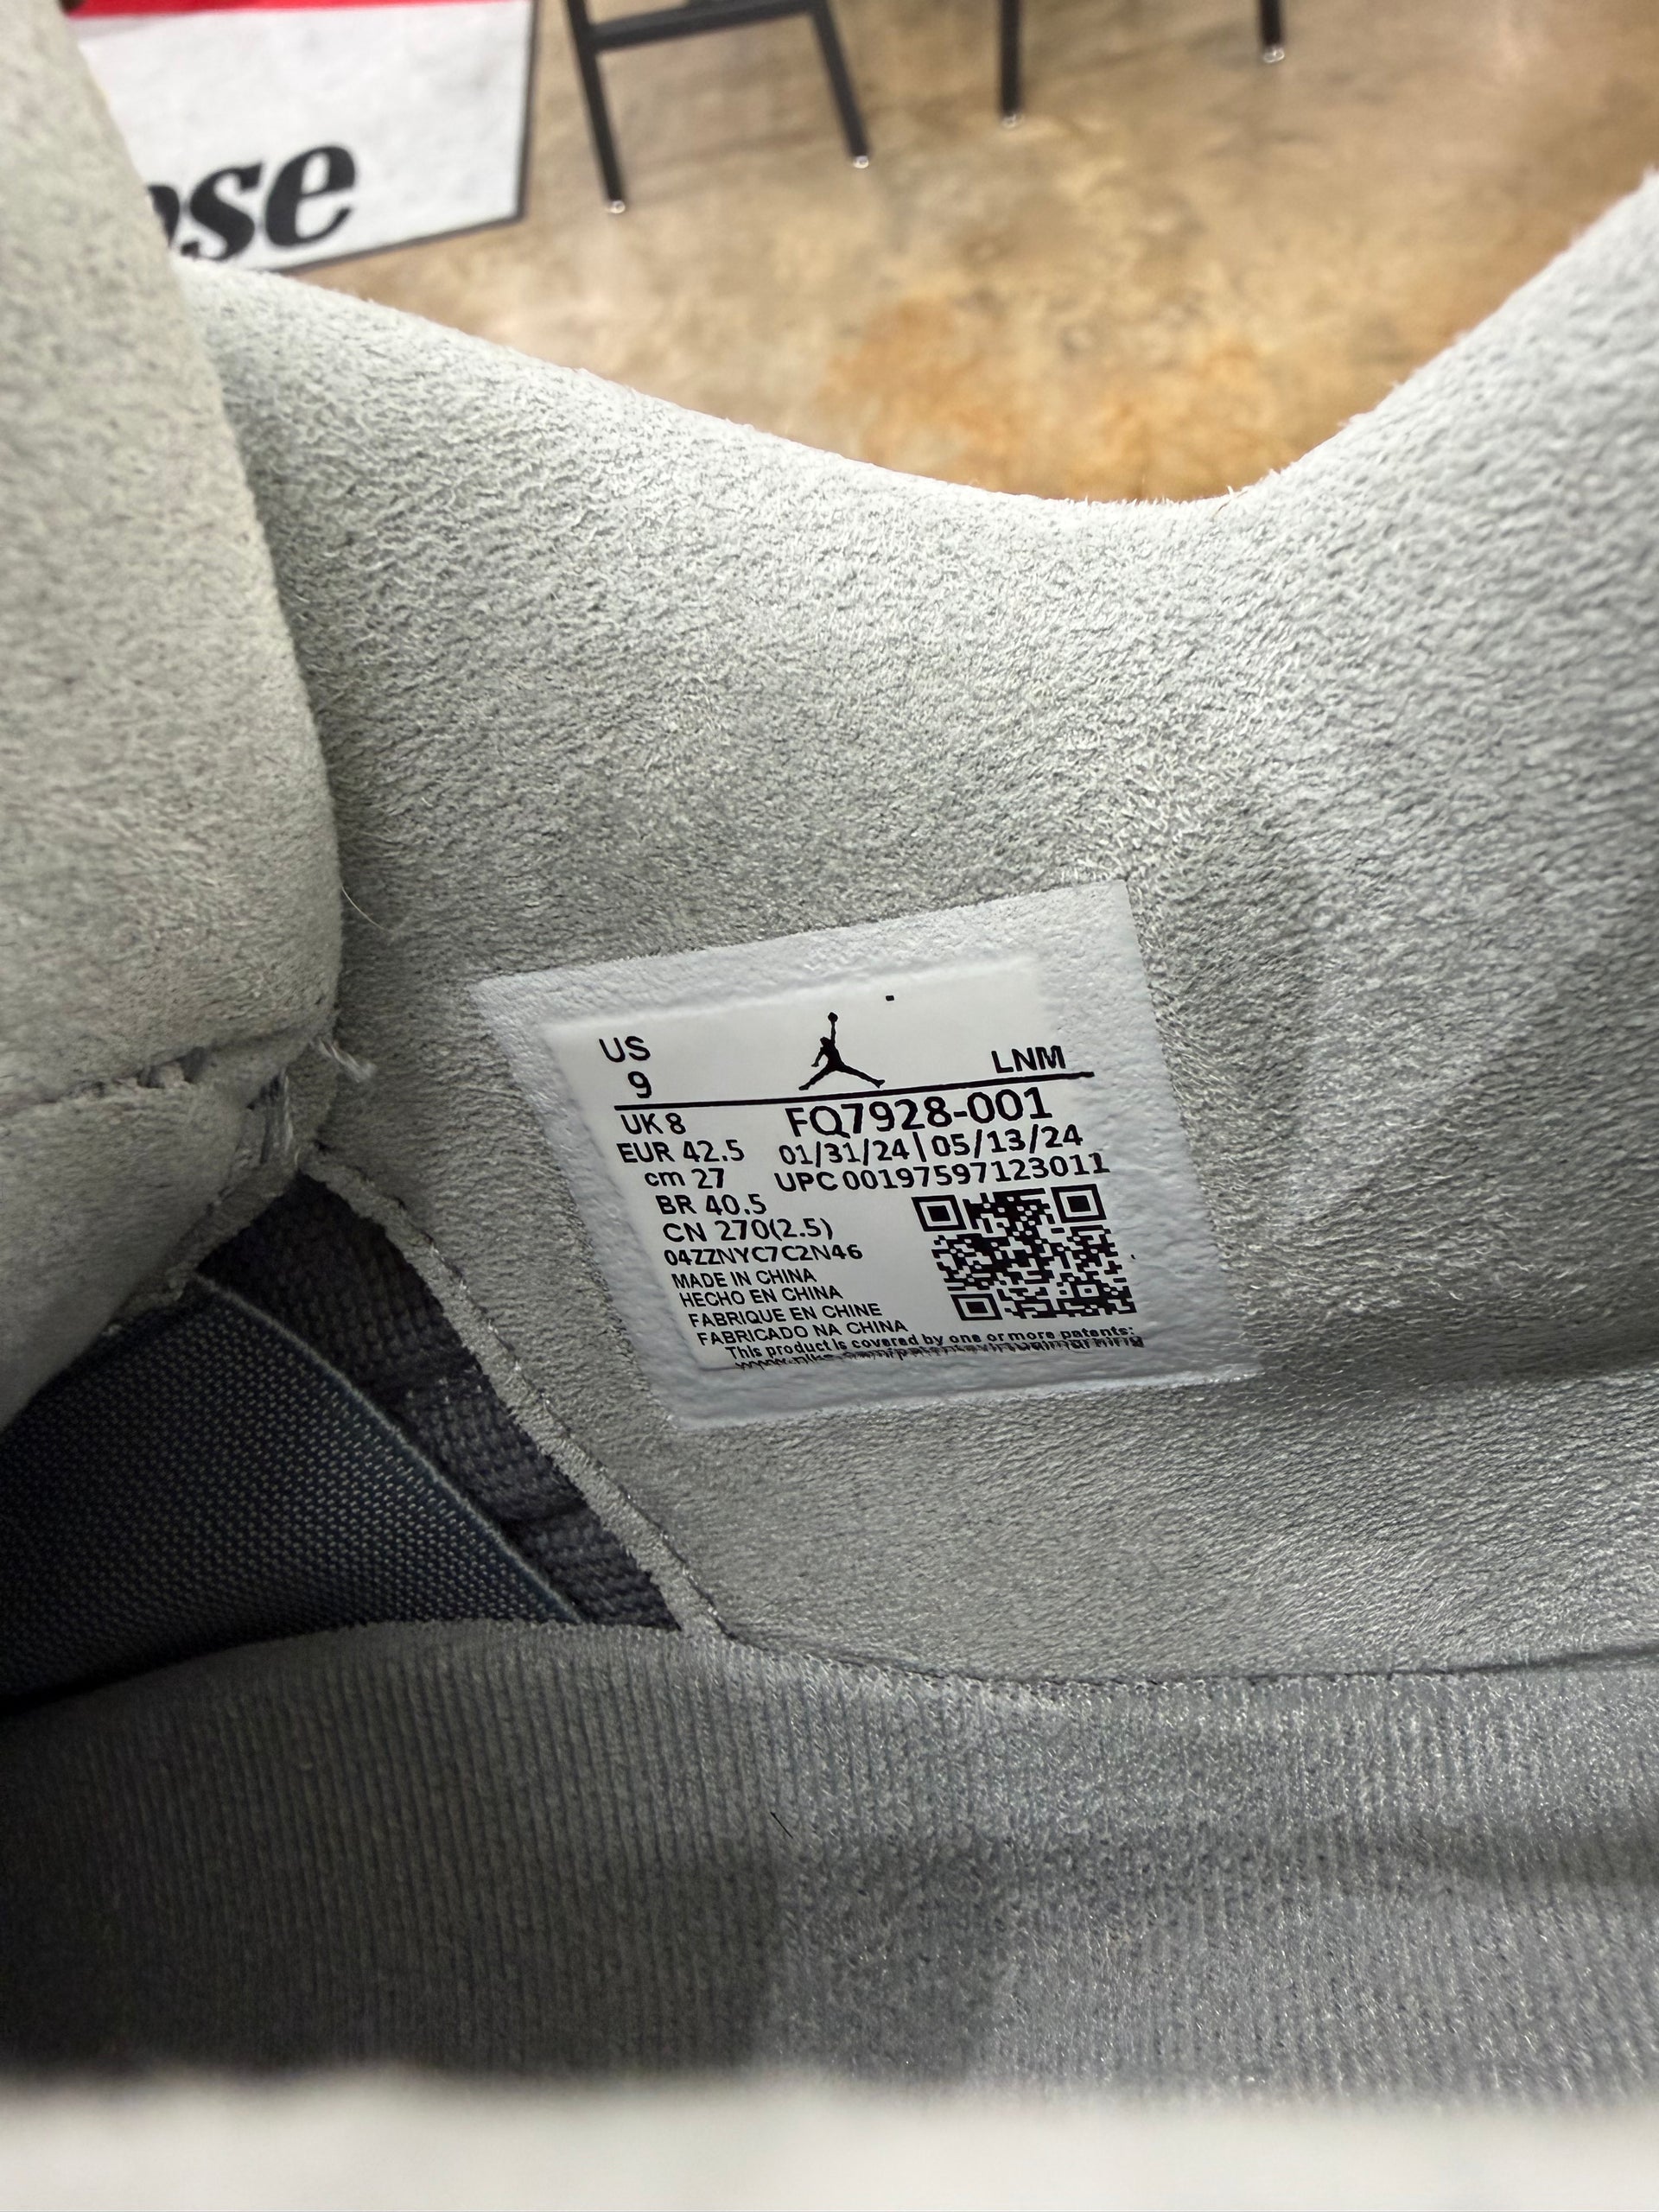 ose
US
9
LNM
UK 8
FQ7928-001
EUR 42.5
01/31/24|05/13/24
cm 27
UPC 00197597123011
BR 40.5
CN 270(2.5)
04ZZNYC7C2N46
MADE IN CHINA
HECHO EN CHINA
FABRIQUE EN CHINE
FABRICADO NA CHINA
This product is covered by one or more patents: